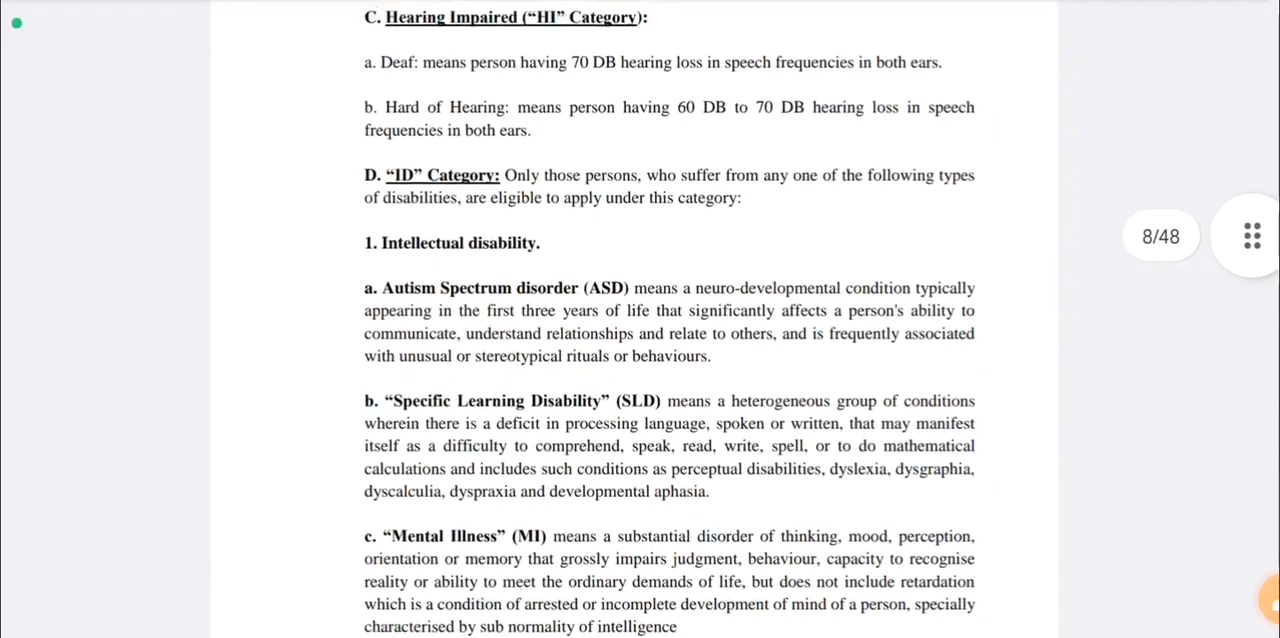 C. Hearing Impaired (“HI” Category):
a. Deaf: means person having 70 DB hearing loss in speech frequencies in both ears.
b. Hard of Hearing: means person having 60 DB to 70 DB hearing loss in speech
frequencies in both ears.
D. “ID” Category: Only those persons, who suffer from any one of the following types
of disabilities, are eligible to apply under this category:
8/48
1. Intellectual disability.
a. Autism Spectrum disorder (ASD) means a neuro-developmental condition typically
appearing in the first three years of life that significantly affects a person's ability to
communicate, understand relationships and relate to others, and is frequently associated
with unusual or stereotypical rituals or behaviours.
b. “Specific Learning Disability” (SLD) means a heterogeneous group of conditions
wherein there is a deficit in processing language, spoken or written, that may manifest
itself as a difficulty to comprehend, speak, read, write, spell, or to do mathematical
calculations and includes such conditions as perceptual disabilities, dyslexia, dysgraphia,
dyscalculia, dyspraxia and developmental aphasia.
c. “Mental Illness” (MI) means a substantial disorder of thinking, mood, perception,
orientation or memory that grossly impairs judgment, behaviour, capacity to recognise
reality or ability to meet the ordinary demands of life, but does not include retardation
which is a condition of arrested or incomplete development of mind of a person, specially
characterised by sub normality of intelligence